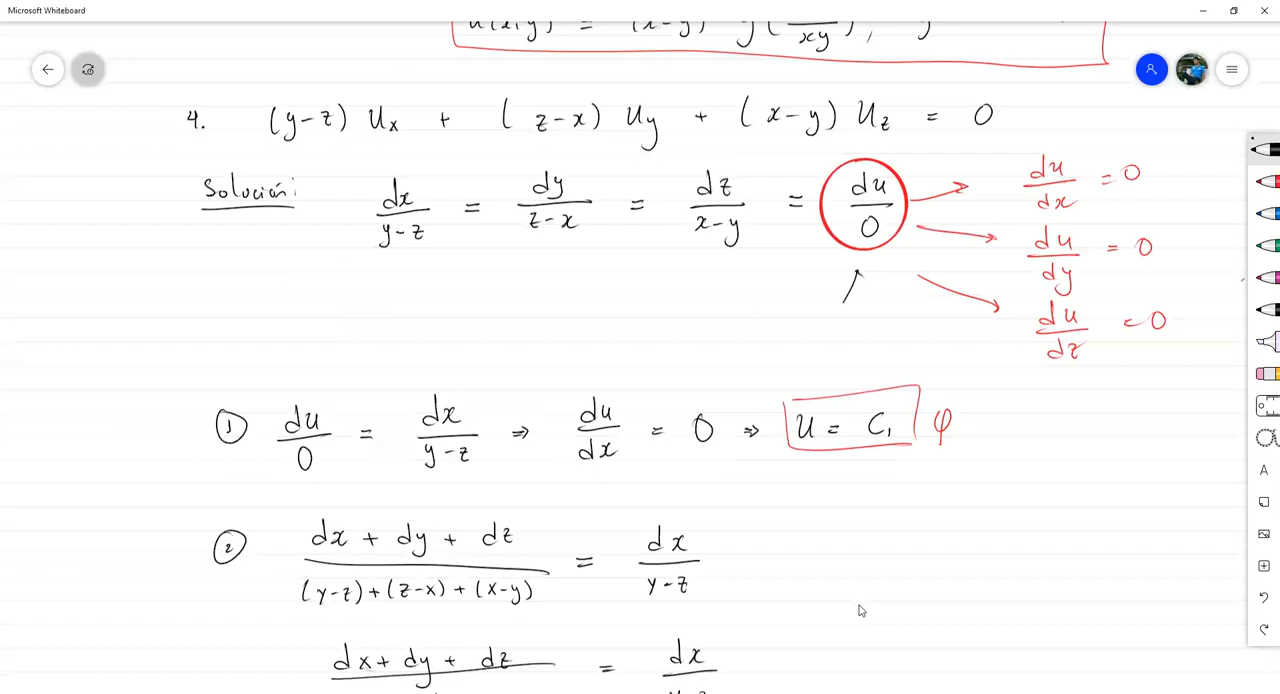 Microsoft Whiteboard
u(x,y) = (x-y) y( /xy),
4. (y-z) Ux + (z-x) Uy + (x-y) Uz = 0
Solución: dx/y-z = dy/z-x = dz/x-y = du/0
du/dx = 0
du/dy = 0
du/dz = 0
① du/0 = dx/y-z ⇒ du/dx = 0 ⇒ u = C₁ φ
② dx + dy + dz/(y-z)+(z-x)+(x-y) = dx/y-z
dx + dy + dz = dx
A